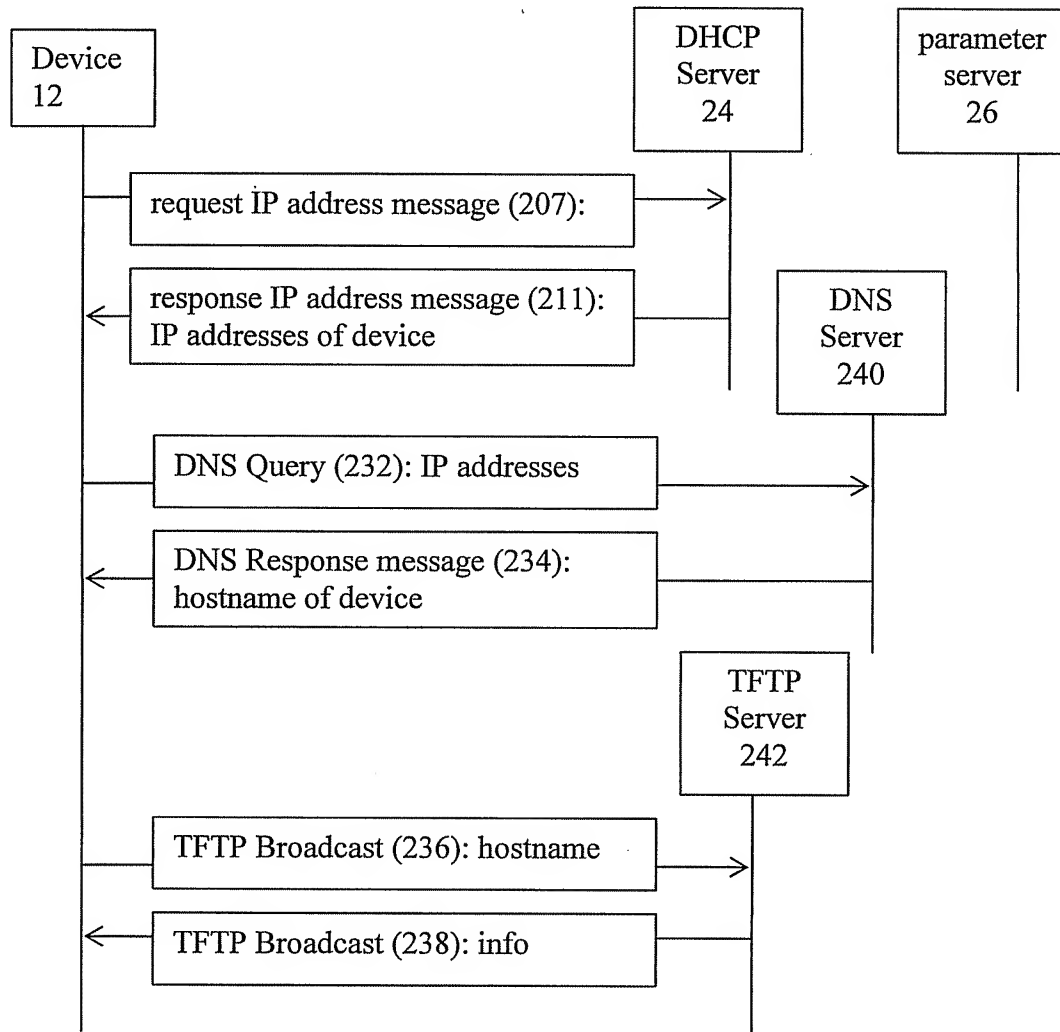 Device
12
DHCP
Server
24
parameter
server
26
request IP address message (207):
response IP address message (211):
IP addresses of device
DNS
Server
240
DNS Query (232): IP addresses
DNS Response message (234):
hostname of device
TFTP
Server
242
TFTP Broadcast (236): hostname
TFTP Broadcast (238): info